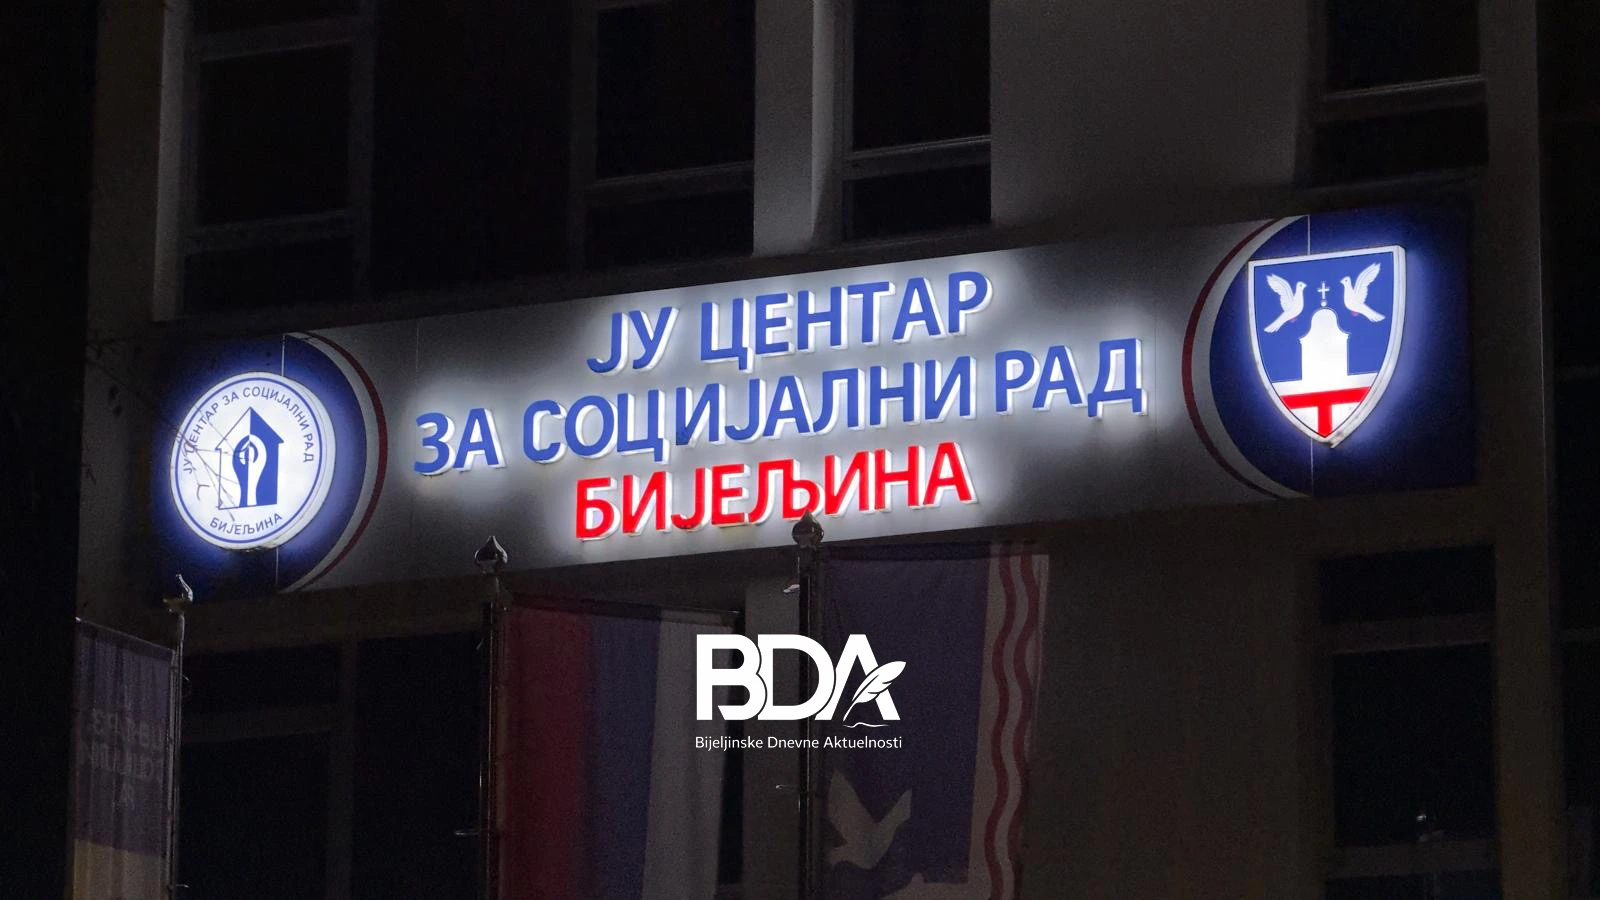 ЈУ ЦЕНТАР
ЗА СОЦИЈАЛНИ РАД
БИЈЕЉИНА
ЈУ ЦЕНТАР ЗА СОЦИЈАЛНИ РАД
БИЈЕЉИНА
BDA
Bijeljinske Dnevne Aktuelnosti